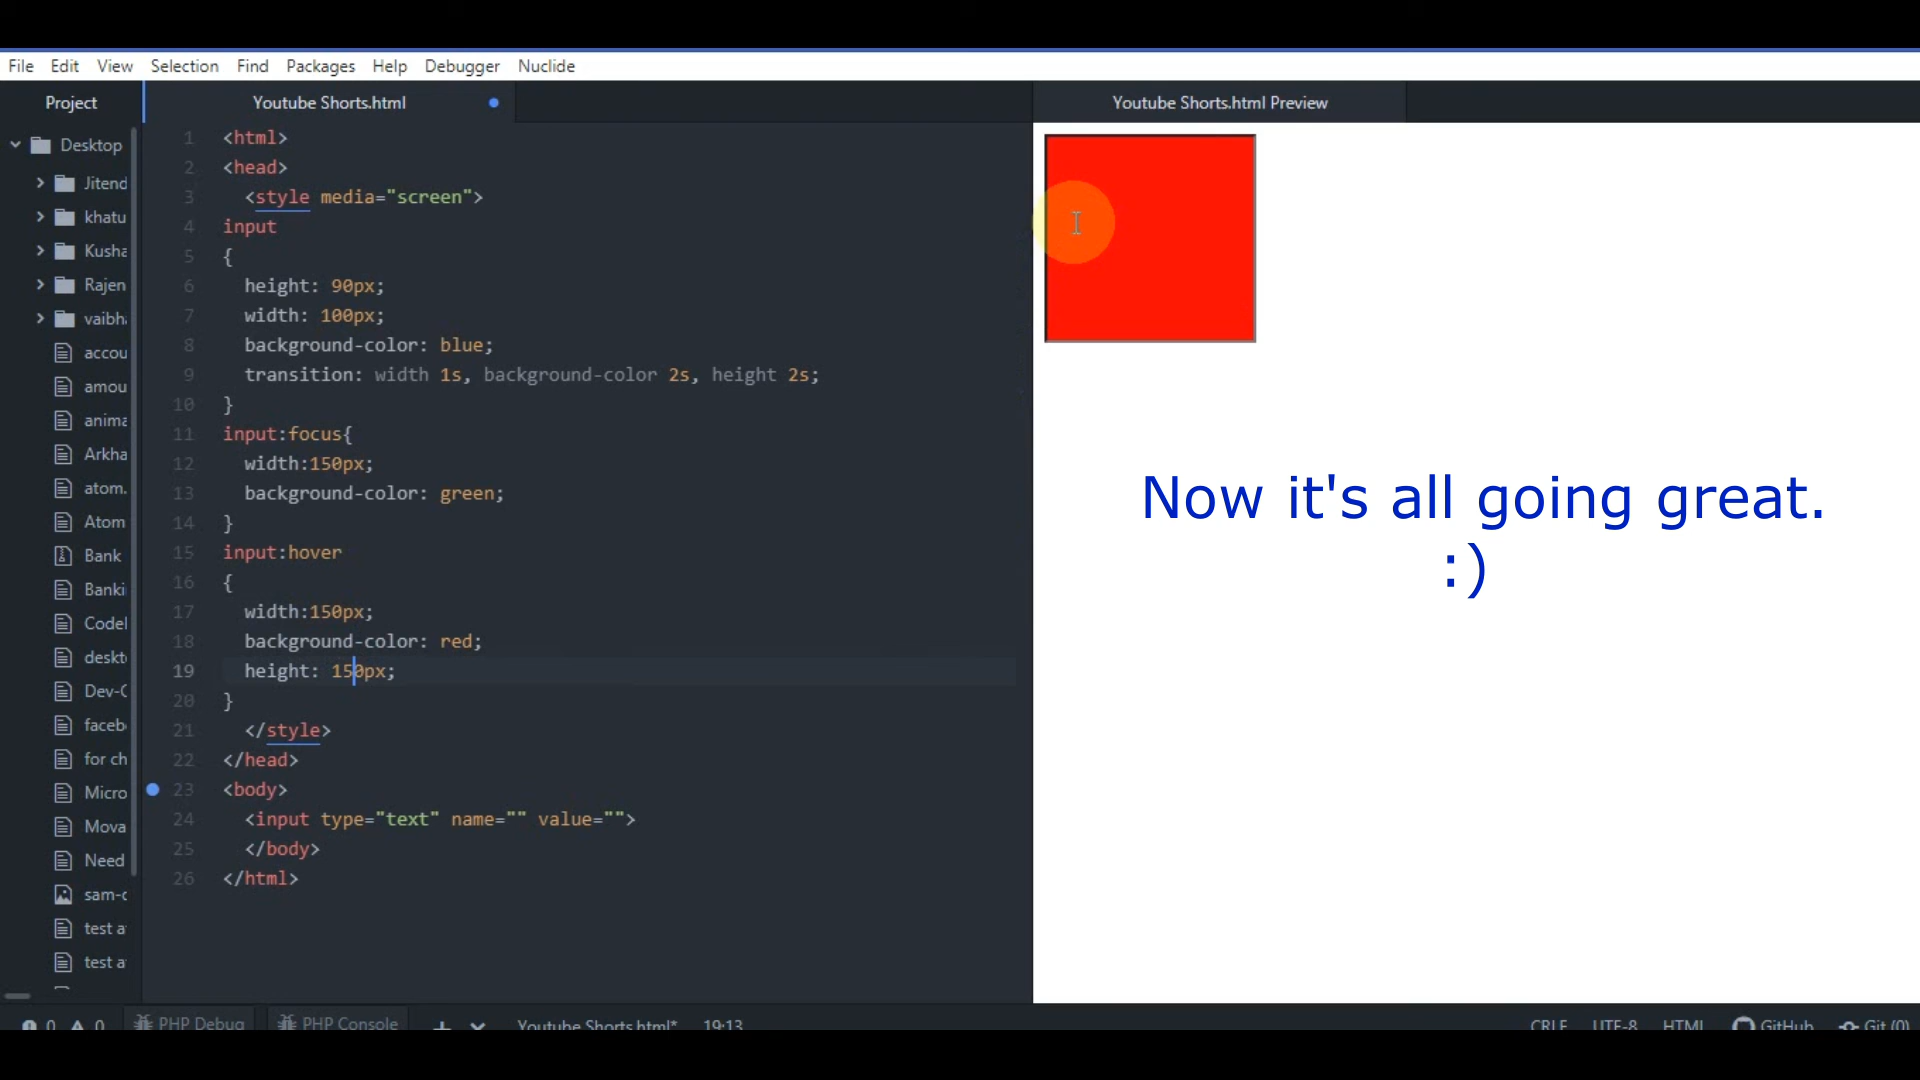 File Edit View Selection Find Packages Help Debugger Nuclide
Project
Youtube Shorts.html
Youtube Shorts.html Preview
Desktop
Jitend
khatu
Kusha
Rajen
vaibha
accou
amou
anima
Arkha
atom.
Atom
Bank
Banki
Codel
deskt
Dev-C
faceb
for ch
Micro
Mova
Need
sam-c
test a
test a
1 <html>
2 <head>
3 <style media="screen">
4 input
5 {
6 height: 90px;
7 width: 100px;
8 background-color: blue;
9 transition: width 1s, background-color 2s, height 2s;
10 }
11 input:focus{
12 width:150px;
13 background-color: green;
14 }
15 input:hover
16 {
17 width:150px;
18 background-color: red;
19 height: 150px;
20 }
21 </style>
22 </head>
23 <body>
24 <input type="text" name="" value="">
25 </body>
26 </html>
Now it's all going great.
:)
0 0 PHP Debug PHP Console + Youtube Shorts.html* 19:13 CRLF UTF-8 HTML GitHub Git (0)